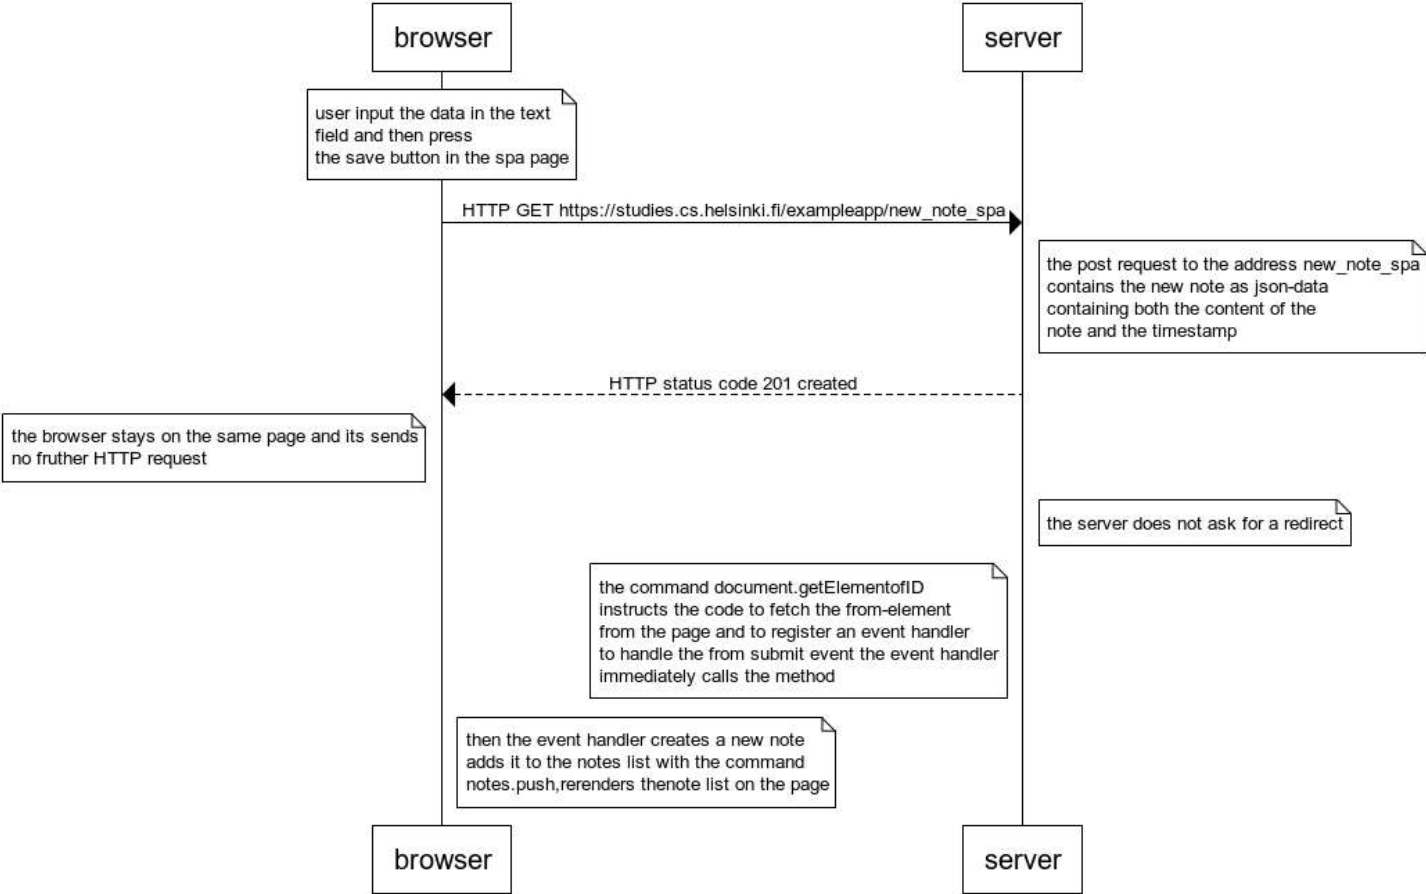 browser
server
user input the data in the text
field and then press
the save button in the spa page
HTTP GET https://studies.cs.helsinki.fi/exampleapp/new_note_spa
the post request to the address new_note_spa
contains the new note as json-data
containing both the content of the
note and the timestamp
HTTP status code 201 created
the browser stays on the same page and its sends
no fruther HTTP request
the server does not ask for a redirect
the command document.getElementofID
instructs the code to fetch the from-element
from the page and to register an event handler
to handle the from submit event the event handler
immediately calls the method
then the event handler creates a new note
adds it to the notes list with the command
notes.push,rerenders thenote list on the page
browser
server